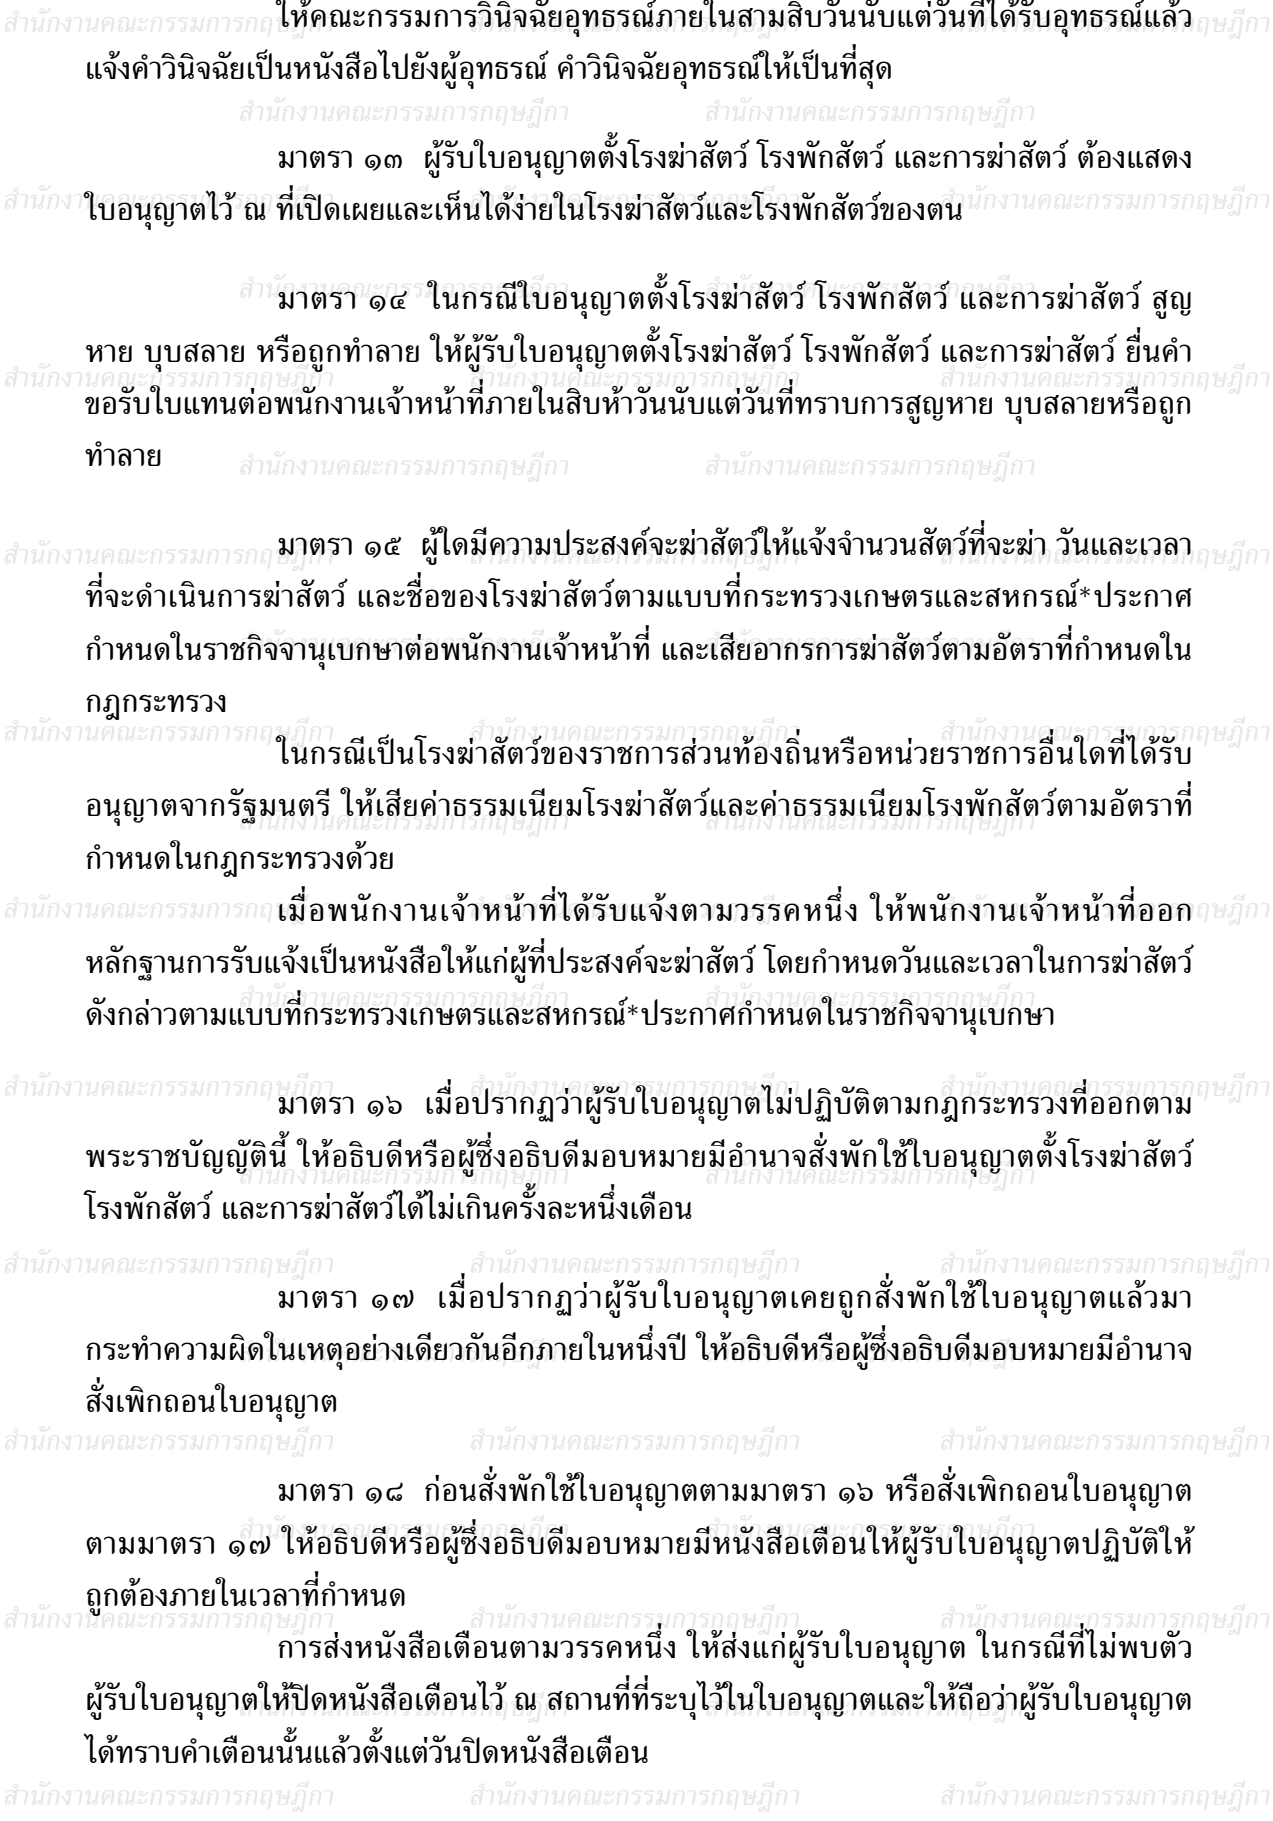 ให้คณะกรรมการวินิจฉัยอุทธรณ์ภายในสามสิบวันนับแต่วันที่ได้รับอุทธรณ์แล้ว
แจ้งคำวินิจฉัยเป็นหนังสือไปยังผู้อุทธรณ์ คำวินิจฉัยอุทธรณ์ให้เป็นที่สุด
มาตรา ๑๓ ผู้รับใบอนุญาตตั้งโรงฆ่าสัตว์ โรงพักสัตว์ และการฆ่าสัตว์ ต้องแสดง
ใบอนุญาตไว้ ณ ที่เปิดเผยและเห็นได้ง่ายในโรงฆ่าสัตว์และโรงพักสัตว์ของตน
มาตรา ๑๔ ในกรณีใบอนุญาตตั้งโรงฆ่าสัตว์ โรงพักสัตว์ และการฆ่าสัตว์ สูญ
หาย บุบสลาย หรือถูกทำลาย ให้ผู้รับใบอนุญาตตั้งโรงฆ่าสัตว์ โรงพักสัตว์ และการฆ่าสัตว์ ยื่นคำ
ขอรับใบแทนต่อพนักงานเจ้าหน้าที่ภายในสิบห้าวันนับแต่วันที่ทราบการสูญหาย บุบสลายหรือถูก
ทำลาย
มาตรา ๑๕ ผู้ใดมีความประสงค์จะฆ่าสัตว์ให้แจ้งจำนวนสัตว์ที่จะฆ่า วันและเวลา
ที่จะดำเนินการฆ่าสัตว์ และชื่อของโรงฆ่าสัตว์ตามแบบที่กระทรวงเกษตรและสหกรณ์*ประกาศ
กำหนดในราชกิจจานุเบกษาต่อพนักงานเจ้าหน้าที่ และเสียอากรการฆ่าสัตว์ตามอัตราที่กำหนดใน
กฎกระทรวง
ในกรณีเป็นโรงฆ่าสัตว์ของราชการส่วนท้องถิ่นหรือหน่วยราชการอื่นใดที่ได้รับ
อนุญาตจากรัฐมนตรี ให้เสียค่าธรรมเนียมโรงฆ่าสัตว์และค่าธรรมเนียมโรงพักสัตว์ตามอัตราที่
กำหนดในกฎกระทรวงด้วย
เมื่อพนักงานเจ้าหน้าที่ได้รับแจ้งตามวรรคหนึ่ง ให้พนักงานเจ้าหน้าที่ออก
หลักฐานการรับแจ้งเป็นหนังสือให้แก่ผู้ที่ประสงค์จะฆ่าสัตว์ โดยกำหนดวันและเวลาในการฆ่าสัตว์
ดังกล่าวตามแบบที่กระทรวงเกษตรและสหกรณ์*ประกาศกำหนดในราชกิจจานุเบกษา
มาตรา ๑๖ เมื่อปรากฏว่าผู้รับใบอนุญาตไม่ปฏิบัติตามกฎกระทรวงที่ออกตาม
พระราชบัญญัตินี้ ให้อธิบดีหรือผู้ซึ่งอธิบดีมอบหมายมีอำนาจสั่งพักใช้ใบอนุญาตตั้งโรงฆ่าสัตว์
โรงพักสัตว์ และการฆ่าสัตว์ได้ไม่เกินครั้งละหนึ่งเดือน
มาตรา ๑๗ เมื่อปรากฏว่าผู้รับใบอนุญาตเคยถูกสั่งพักใช้ใบอนุญาตแล้วมา
กระทำความผิดในเหตุอย่างเดียวกันอีกภายในหนึ่งปี ให้อธิบดีหรือผู้ซึ่งอธิบดีมอบหมายมีอำนาจ
สั่งเพิกถอนใบอนุญาต
มาตรา ๑๘ ก่อนสั่งพักใช้ใบอนุญาตตามมาตรา ๑๖ หรือสั่งเพิกถอนใบอนุญาต
ตามมาตรา ๑๗ ให้อธิบดีหรือผู้ซึ่งอธิบดีมอบหมายมีหนังสือเตือนให้ผู้รับใบอนุญาตปฏิบัติให้
ถูกต้องภายในเวลาที่กำหนด
การส่งหนังสือเตือนตามวรรคหนึ่ง ให้ส่งแก่ผู้รับใบอนุญาต ในกรณีที่ไม่พบตัว
ผู้รับใบอนุญาตให้ปิดหนังสือเตือนไว้ ณ สถานที่ที่ระบุไว้ในใบอนุญาตและให้ถือว่าผู้รับใบอนุญาต
ได้ทราบคำเตือนนั้นแล้วตั้งแต่วันปิดหนังสือเตือน
สำนักงานคณะกรรมการกฤษฎีกา สำนักงานคณะกรรมการกฤษฎีกา สำนักงานคณะกรรมการกฤษฎีกา